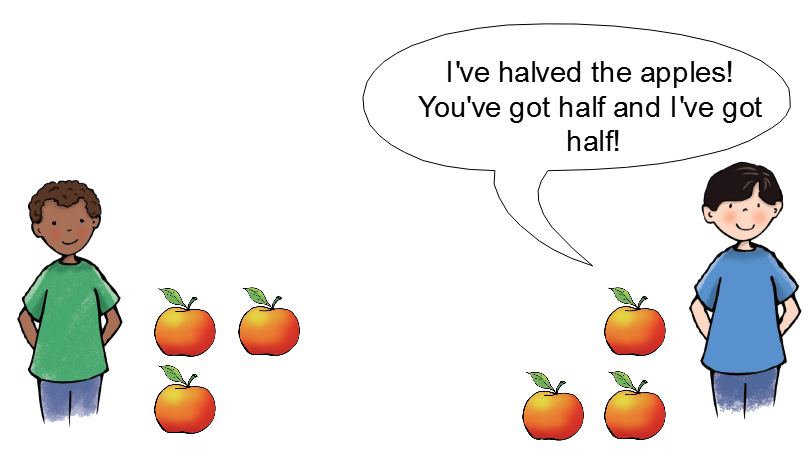 I've halved the apples!
You've got half and I've got
half!